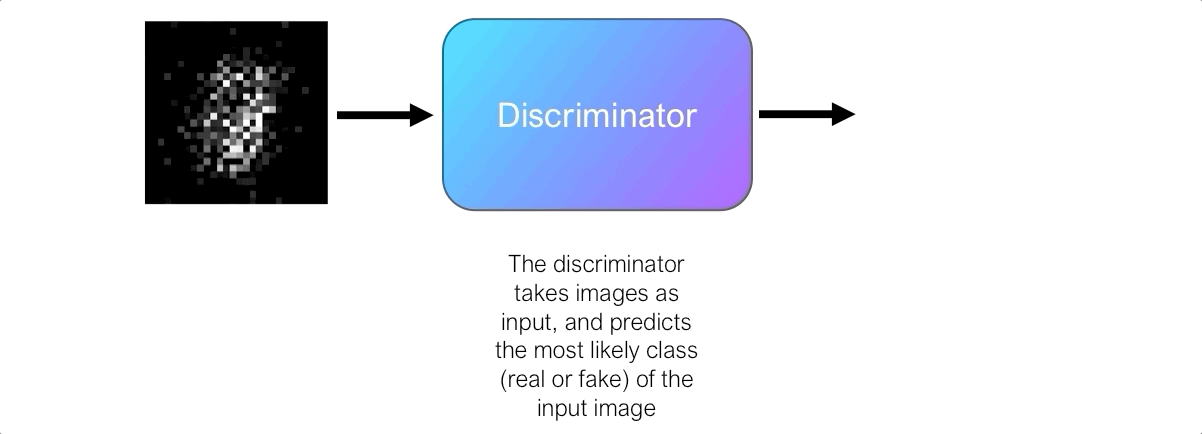 Discriminator
The discriminator
takes images as
input, and predicts
the most likely class
(real or fake) of the
input image